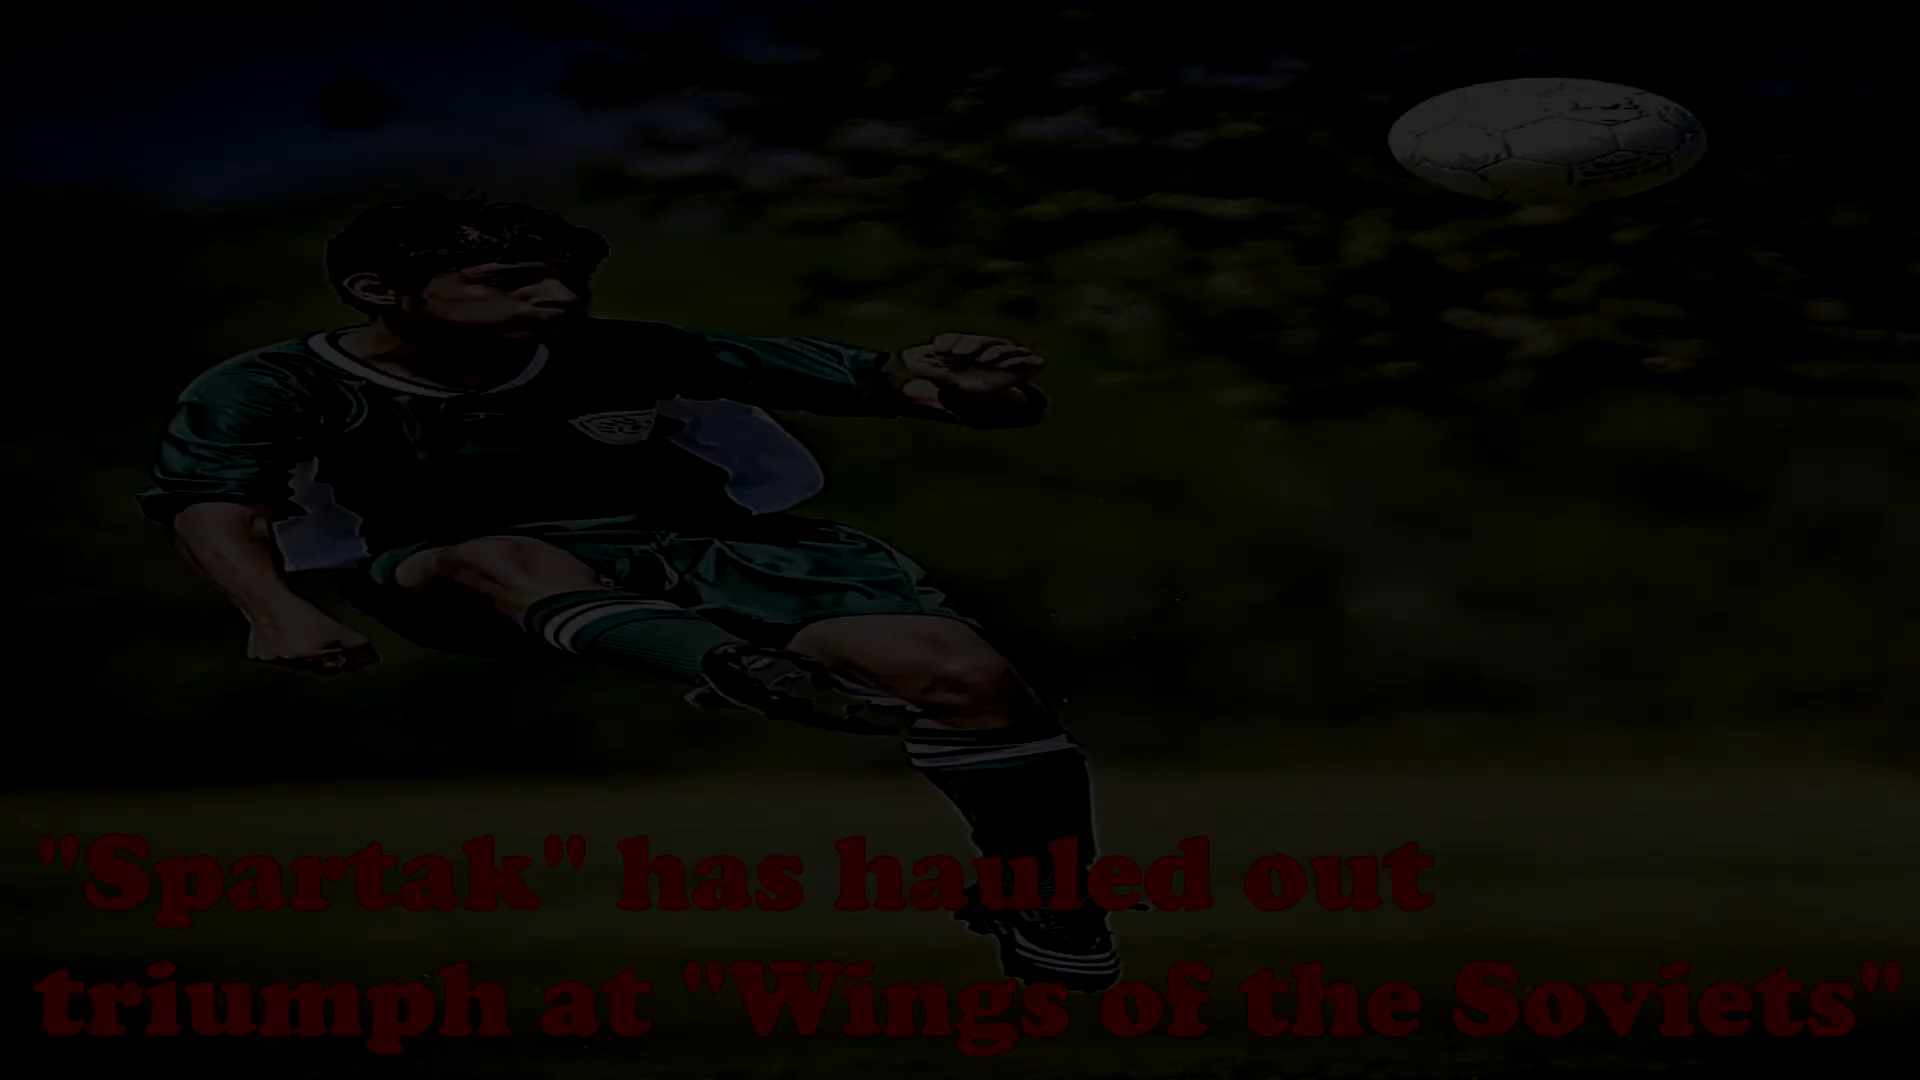 "Spartak" has hauled out
triumph at "Wings of the Soviets"